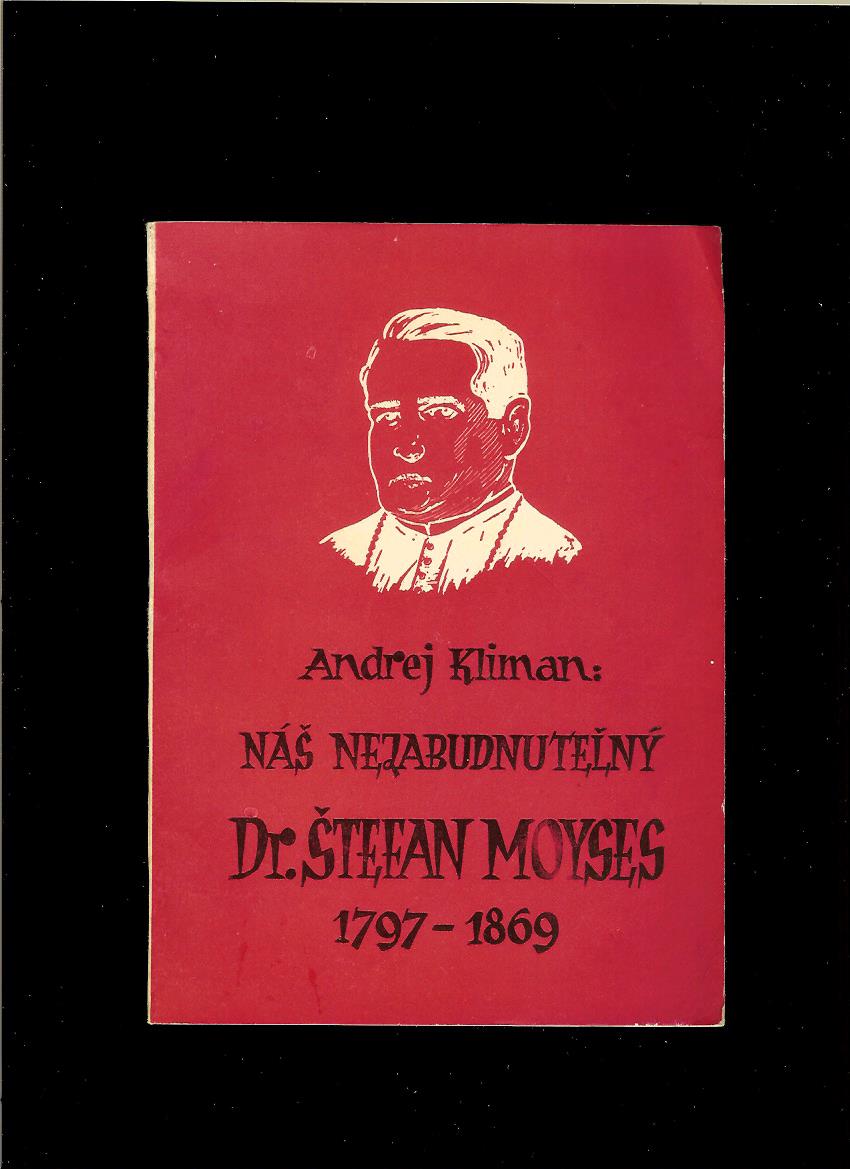 Andrej Kliman:
NÁŠ NEZABUDNUTEĽNÝ
Dr. ŠTEFAN MOYSES
1797 – 1869